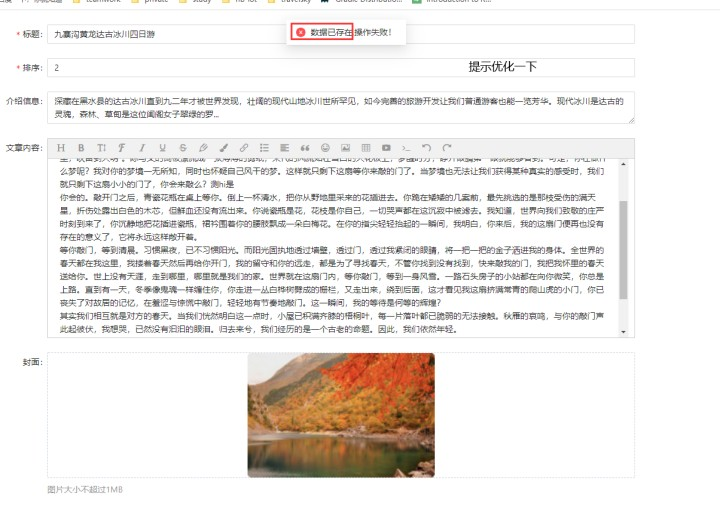 teamwork private study travelsky
数据已存在操作失败！
* 标题： 九寨沟黄龙达古冰川四日游
* 排序： 2
提示优化一下
介绍信息： 深藏在黑水县的达古冰川直到九二年才被世界发现，壮阔的现代山地冰川世所罕见，如今完善的旅游开发让我们普通游客也能一览芳华。现代冰川是达古的
灵魂，森林、草甸是这位闺阁女子翠绿的罗...
文章内容：
么梦呢？我对你的梦境一无所知，同时也怀疑自己风干的梦。这样就只剩下这扇等你来敲的门了。当梦境也无法让我们获得某种真实的感受时，我们
就只剩下这扇小小的门了，你会来敲么？测hi是
你会的。敲开门之后，青瓷花瓶在桌上等你。倒上一杯清水，把你从野地里采来的花插进去。你跪在矮矮的几案前，最先挑选的是那枝受伤的满天
星，折伤处露出白色的木芯，但鲜血还没有流出来。你说瓷瓶是花，花枝是你自己，一切哭声都在这沉寂中被滤去。我知道，世界向我们致敬的庄严
时刻到来了，你沉静地把花插进瓷瓶，裙衿围着你的腰肢飘成一朵白梅花。在你的指尖轻轻抬起的一瞬间，我明白，你来后，我的这扇门便再也没有
存在的意义了，它将永远这样敞开着。
等你敲门，等到清晨。习惯黑夜，已不习惯阳光。而阳光固执地透过墙壁，透过门，透过我紧闭的眼睛，将一把一把的金子洒进我的身体。全世界的
春天都在我这里，我搂着春天然后再给你开门，我的留守和你的远走，都是为了寻找春天，不管你找到没有找到，快来敲我的门，我把我怀里的春天
送给你。世上没有天涯，走到哪里，哪里就是我们的家。世界就在这扇门内，等你敲门，等到一身风雪。一路石头房子的小站都在向你微笑，你总是
上路。直到有一天，冬季像鬼魂一样缠住你，你走进一丛白桦树劈成的栅栏，又走出来，绕到后面，这才看见我这扇挤满常青的爬山虎的小门，你已
丧失了对故居的记忆，在羞涩与惊慌中敲门，轻轻地有节奏地敲门。这一瞬间，我的等待是何等的辉煌？
其实我们相互就是对方的春天。当我们恍然明白这一点时，小屋已积满齐膝的梧桐叶，每一片落叶都已脆弱的无法接触。秋雁的哀鸣，与你的敲门声
此起彼伏，我想哭，已然没有汩汩的眼泪。归去来兮，我们经历的是一个古老的命题。因此，我们依然年轻。
封面：
图片大小不超过1MB